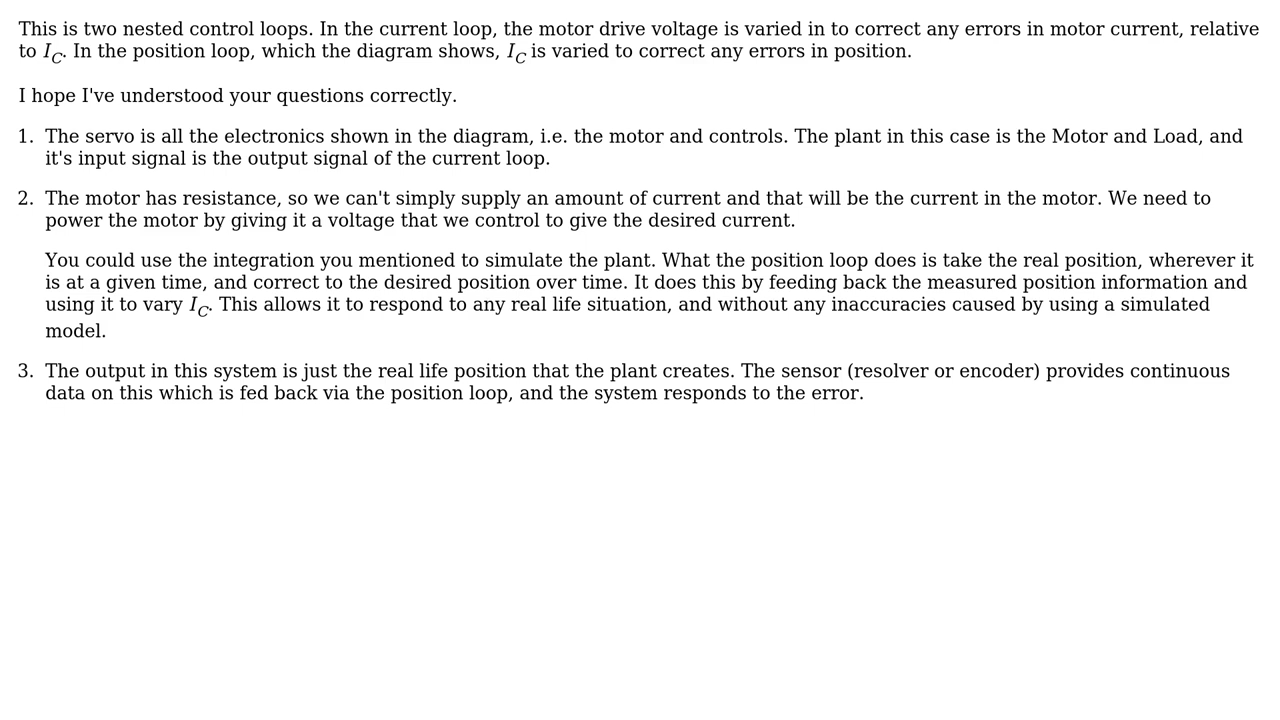 This is two nested control loops. In the current loop, the motor drive voltage is varied in to correct any errors in motor current, relative
to I_C. In the position loop, which the diagram shows, I_C is varied to correct any errors in position.
I hope I've understood your questions correctly.
1. The servo is all the electronics shown in the diagram, i.e. the motor and controls. The plant in this case is the Motor and Load, and
it's input signal is the output signal of the current loop.
2. The motor has resistance, so we can't simply supply an amount of current and that will be the current in the motor. We need to
power the motor by giving it a voltage that we control to give the desired current.
You could use the integration you mentioned to simulate the plant. What the position loop does is take the real position, wherever it
is at a given time, and correct to the desired position over time. It does this by feeding back the measured position information and
using it to vary I_C. This allows it to respond to any real life situation, and without any inaccuracies caused by using a simulated
model.
3. The output in this system is just the real life position that the plant creates. The sensor (resolver or encoder) provides continuous
data on this which is fed back via the position loop, and the system responds to the error.